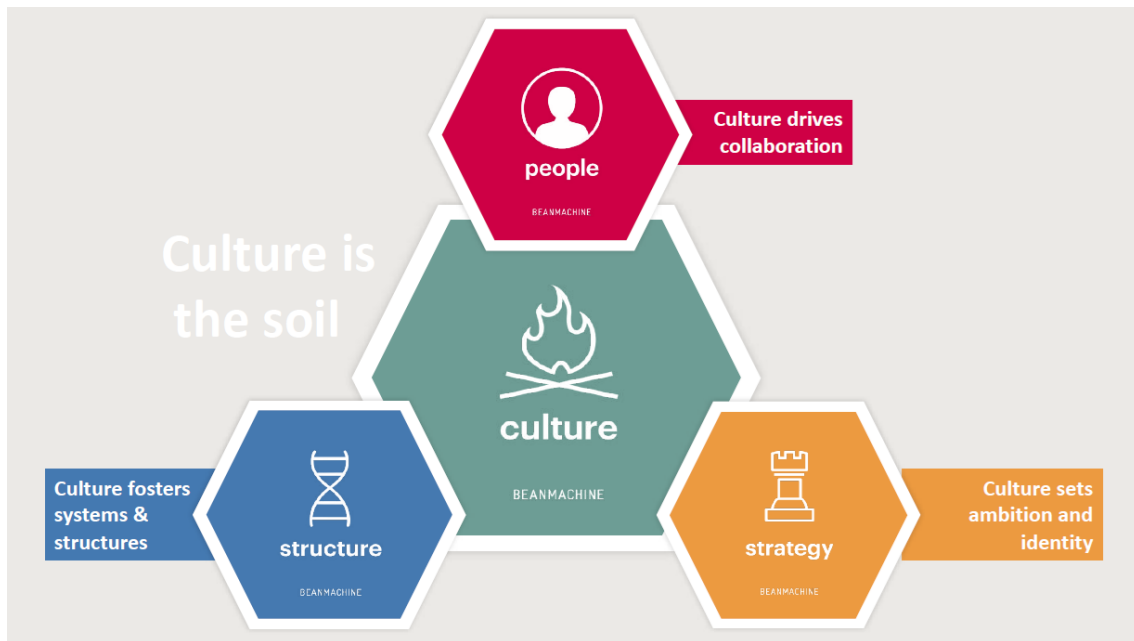 people
BEANMACHINE
Culture drives
collaboration
Culture is
the soil
culture
BEANMACHINE
Culture fosters
systems &
structures
structure
BEANMACHINE
strategy
BEANMACHINE
Culture sets
ambition and
identity